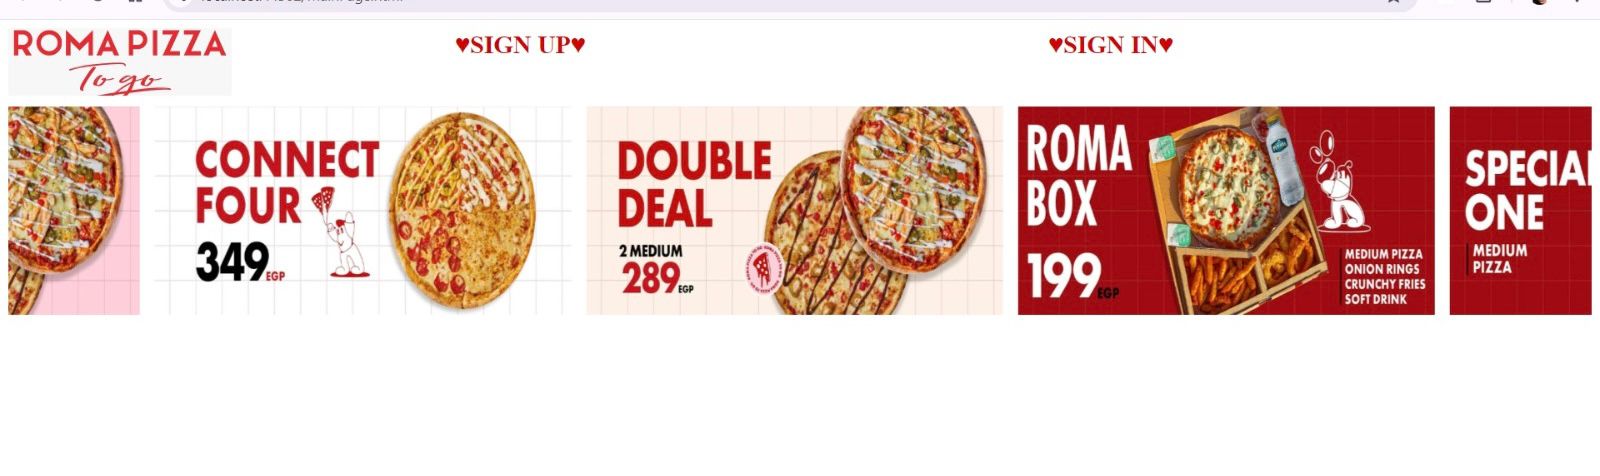 ROMA PIZZA
To go
♥SIGN UP♥
♥SIGN IN♥
CONNECT
FOUR
349 EGP
DOUBLE
DEAL
2 MEDIUM
289 EGP
ROMA
BOX
199 EGP
MEDIUM PIZZA
ONION RINGS
CRUNCHY FRIES
SOFT DRINK
SPECIAL
ONE
MEDIUM
PIZZA